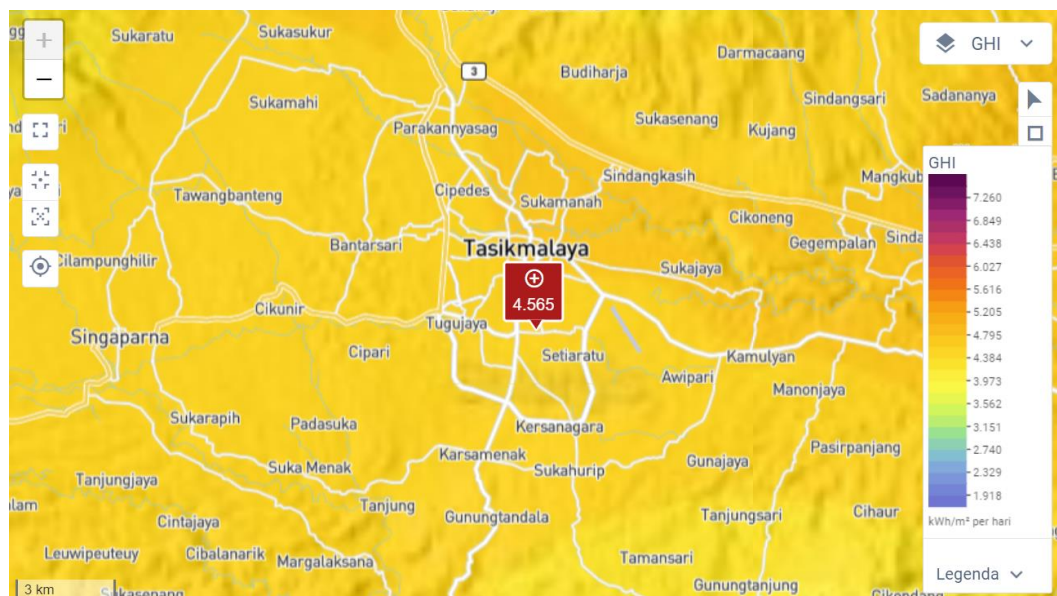 Sukaratu
Sukasukur
GHI
Darmacaang
3
Budiharja
Sukamahi
Sindangsari
Sadananya
Sukasenang
Parakannyasag
Kujang
GHI
Sindangkasih
Cipedes
Tawangbanteng
Sukamanah
7.260
6.849
6.438
6.027
5.616
5.205
4.795
4.384
3.973
3.562
3.151
2.740
2.329
1.918
kWh/m² per hari
Cikoneng
Bantarsari
Tasikmalaya
Gegempalan
Cilampunghilir
Sukajaya
4.565
Cikunir
Tugujaya
Singaparna
Cipari
Setiaratu
Kamulyan
Awipari
Manonjaya
Sukarapih
Padasuka
Kersanagara
Karsamenak
Pasirpanjang
Suka Menak
Sukahurip
Gunajaya
Tanjungjaya
Tanjung
Gunungtandala
Tanjungsari
Cihaur
Cintajaya
Leuwipeuteuy
Cibalanarik
Margalaksana
Tamansari
Legenda
Gunungtanjung
3 km